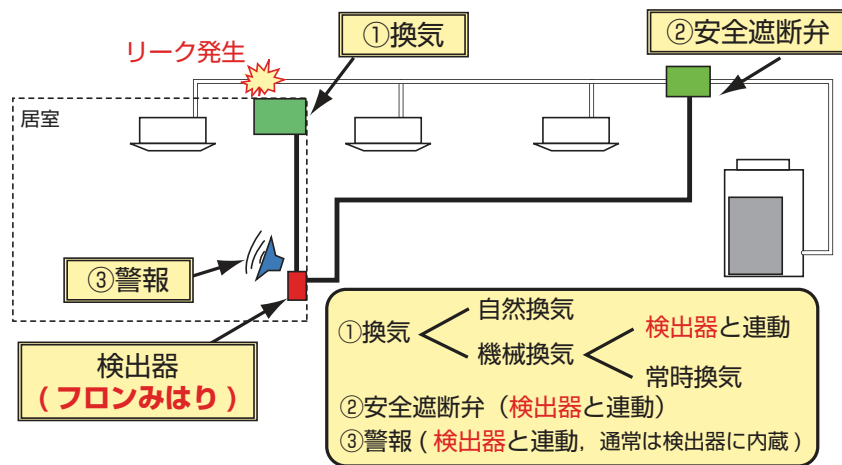 リーク発生
①換気
②安全遮断弁
居室
③警報
検出器
(フロンみはり)
①換気
自然換気
機械換気
検出器と連動
常時換気
②安全遮断弁（検出器と連動）
③警報(検出器と連動，通常は検出器に内蔵)